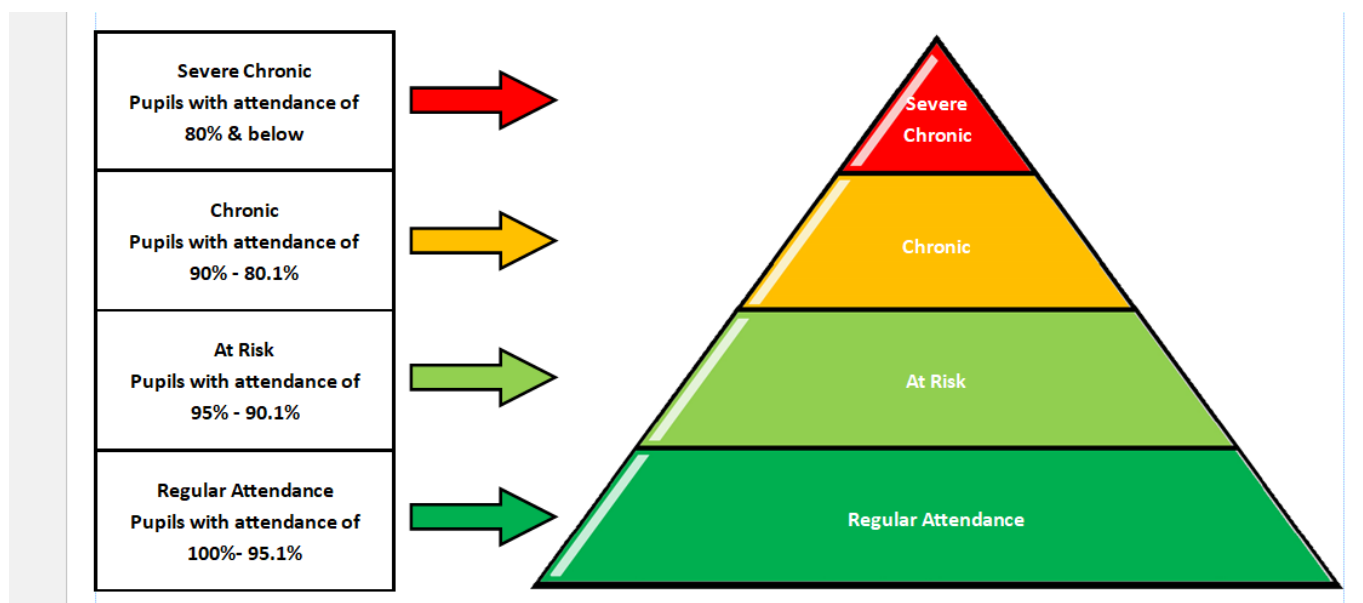 Severe Chronic
Pupils with attendance of
80% & below
Chronic
Pupils with attendance of
90% - 80.1%
At Risk
Pupils with attendance of
95% - 90.1%
Regular Attendance
Pupils with attendance of
100%- 95.1%
Severe
Chronic
Chronic
At Risk
Regular Attendance